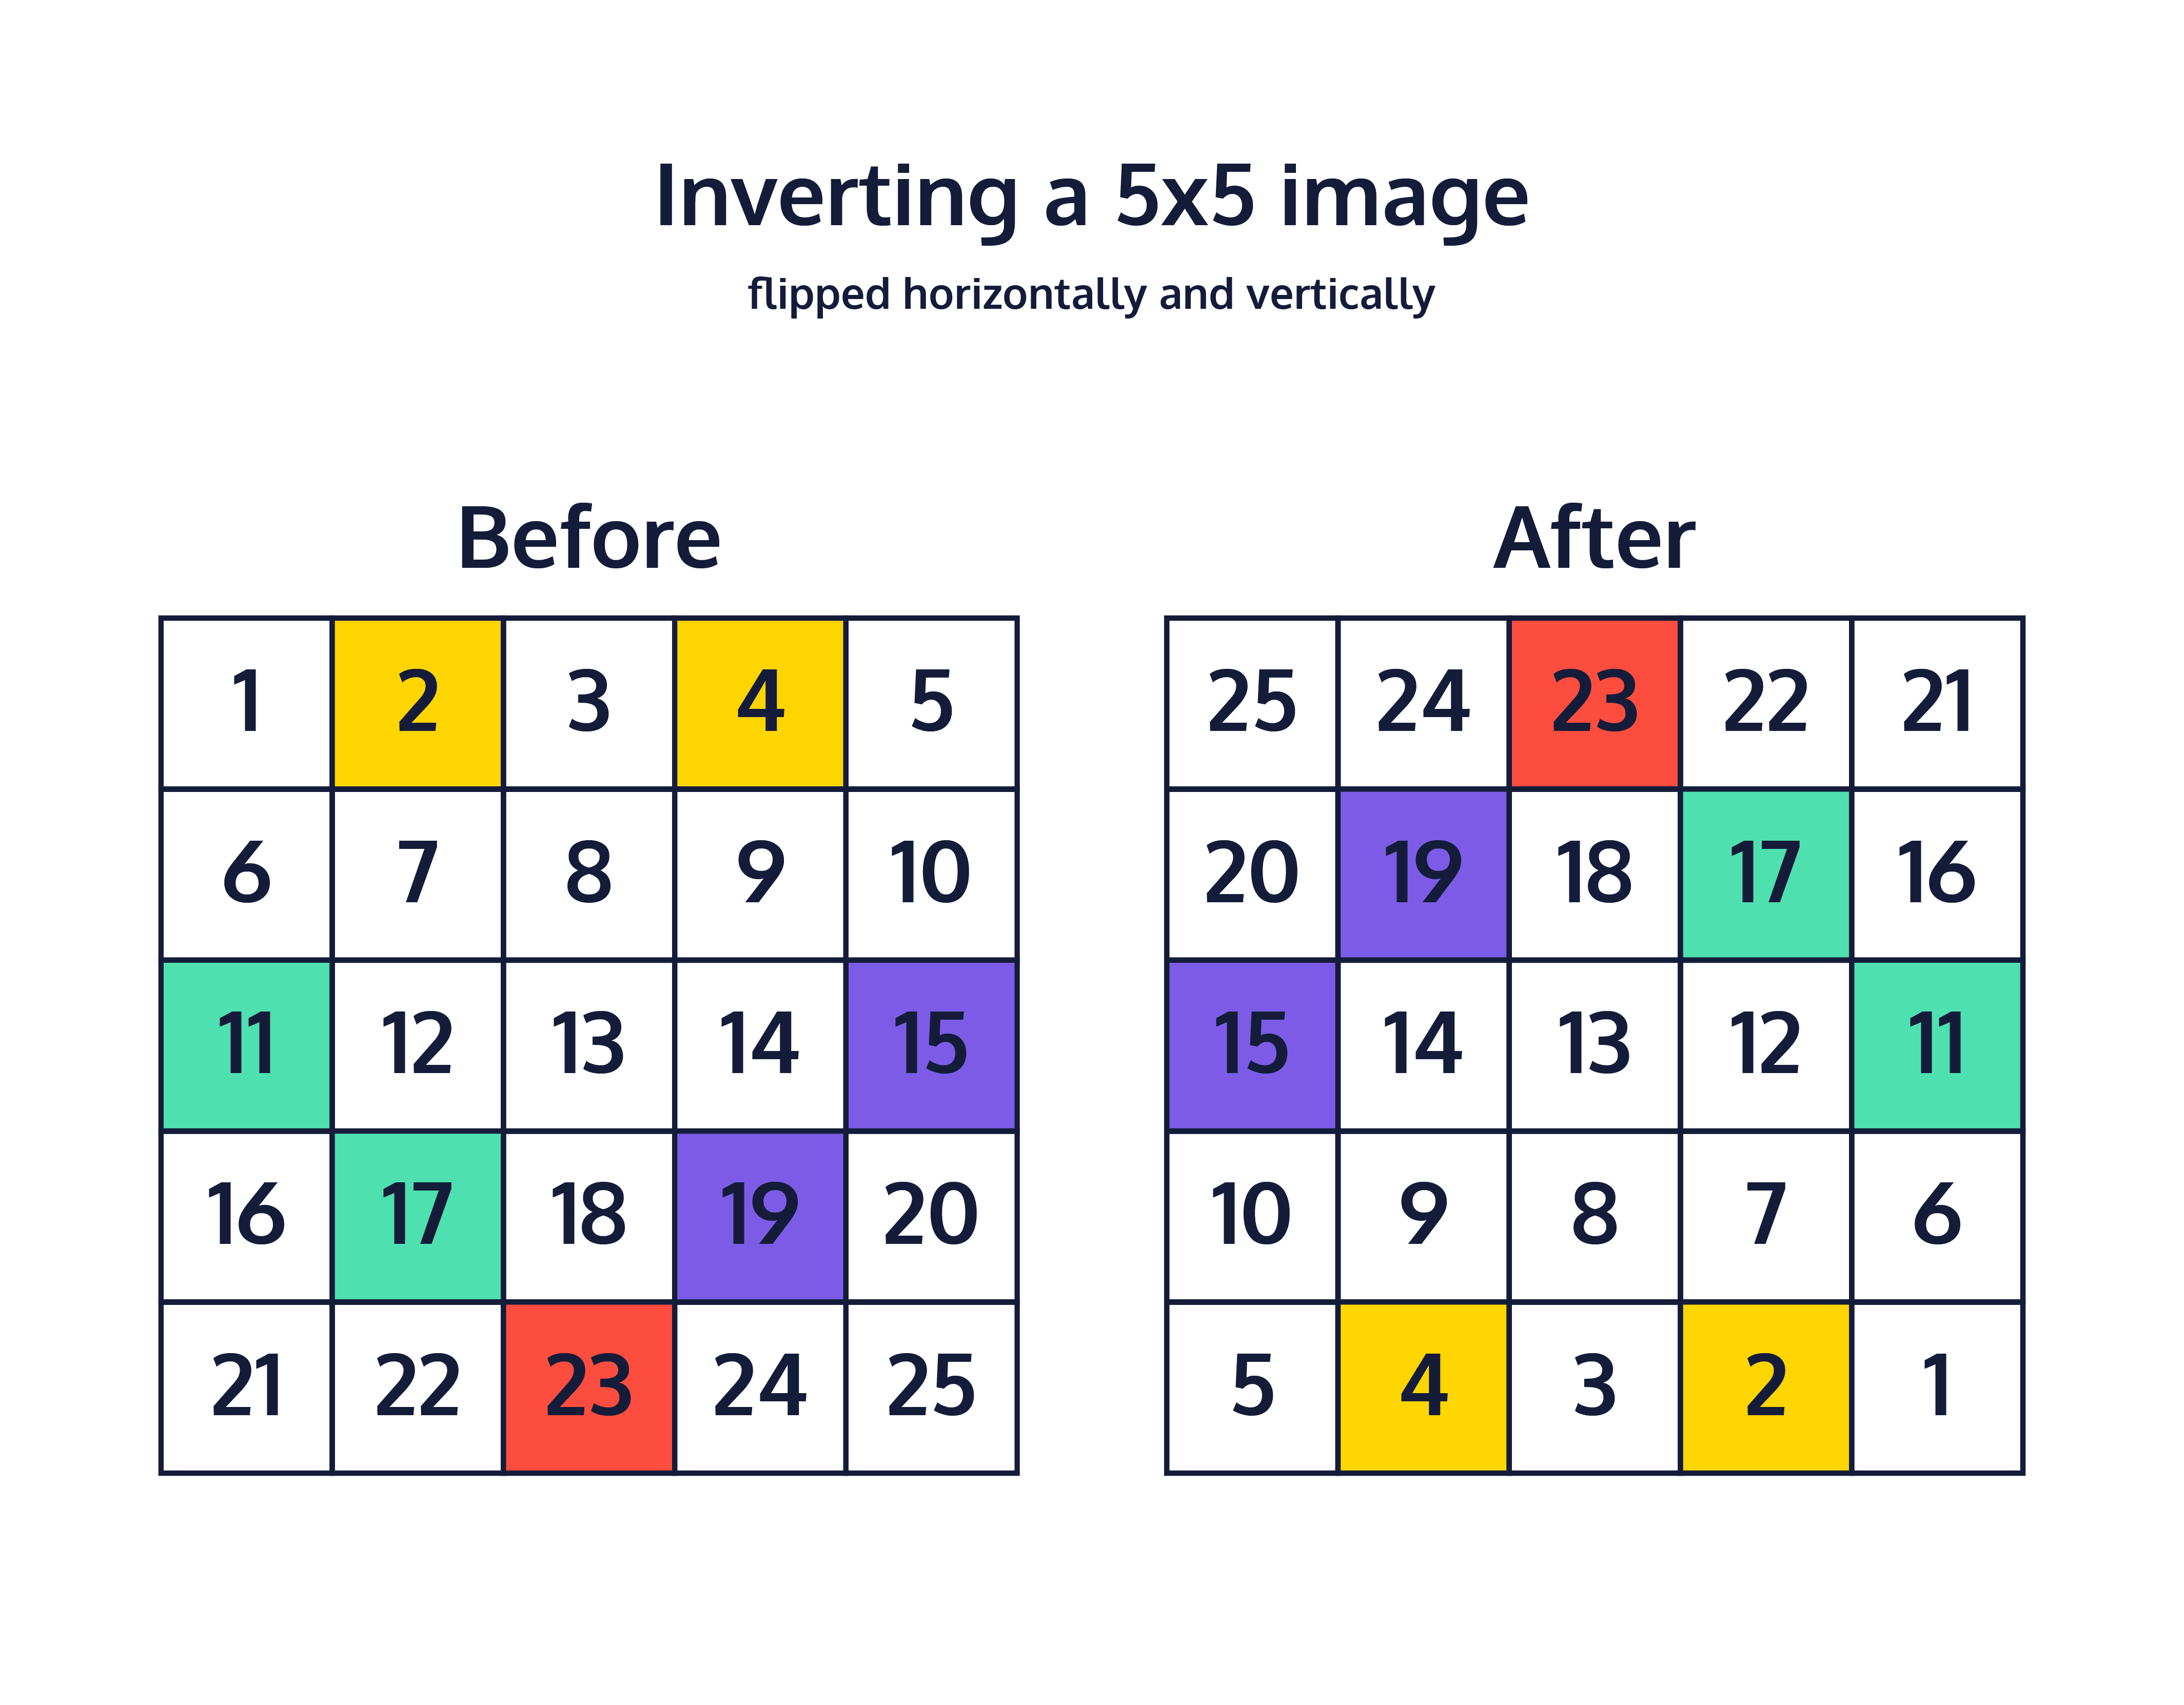 Inverting a 5x5 image
flipped horizontally and vertically
Before
1 2 3 4 5
6 7 8 9 10
11 12 13 14 15
16 17 18 19 20
21 22 23 24 25
After
25 24 23 22 21
20 19 18 17 16
15 14 13 12 11
10 9 8 7 6
5 4 3 2 1